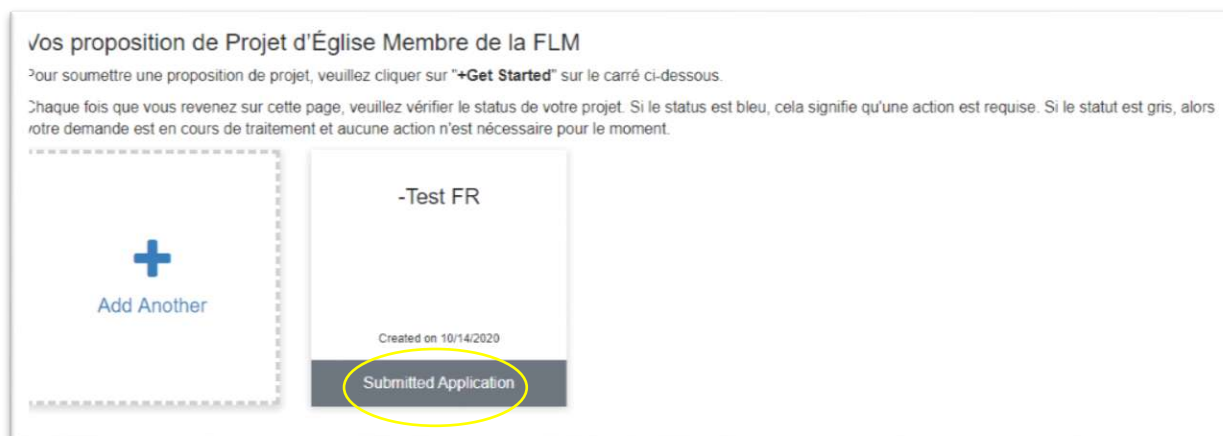 Vos proposition de Projet d'Église Membre de la FLM
Pour soumettre une proposition de projet, veuillez cliquer sur "+Get Started" sur le carré ci-dessous.
Chaque fois que vous revenez sur cette page, veuillez vérifier le status de votre projet. Si le status est bleu, cela signifie qu'une action est requise. Si le statut est gris, alors
votre demande est en cours de traitement et aucune action n'est nécessaire pour le moment.
-Test FR
Add Another
Created on 10/14/2020
Submitted Application